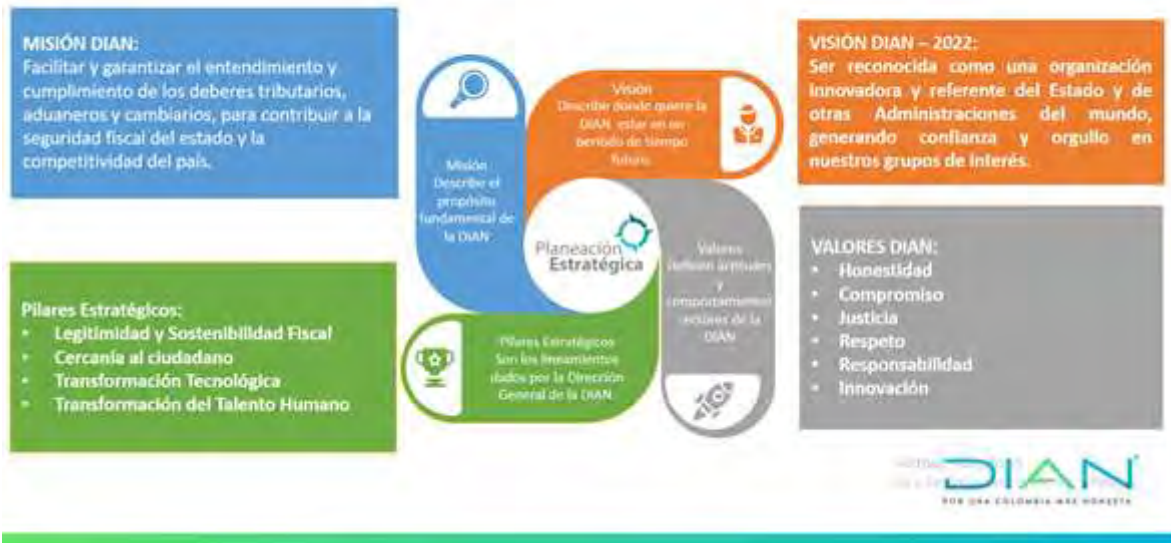 MISIÓN DIAN:
Facilitar y garantizar el entendimiento y
cumplimiento de los deberes tributarios,
aduaneros y cambiarios, para contribuir a la
seguridad fiscal del estado y la
competitividad del país.
Pilares Estratégicos:
• Legitimidad y Sostenibilidad Fiscal
• Cercanía al ciudadano
• Transformación Tecnológica
• Transformación del Talento Humano
Misión
Describe el
propósito
fundamental de
la DIAN
Visión
Describe donde quiere la
DIAN estar en un
periodo de tiempo
futuro
Planeación
Estratégica
Valores
actitudes
y
comportamientos
de la
DIAN
Pilares Estratégicos
Son los lineamientos
dados por la Dirección
General de la DIAN
VISIÓN DIAN – 2022:
Ser reconocida como una organización
innovadora y referente del Estado y de
otras Administraciones del mundo,
generando confianza y orgullo en
nuestros grupos de interés.
VALORES DIAN:
• Honestidad
• Compromiso
• Justicia
• Respeto
• Responsabilidad
• Innovación
DIAN
POR UNA COLOMBIA MÁS HONESTA